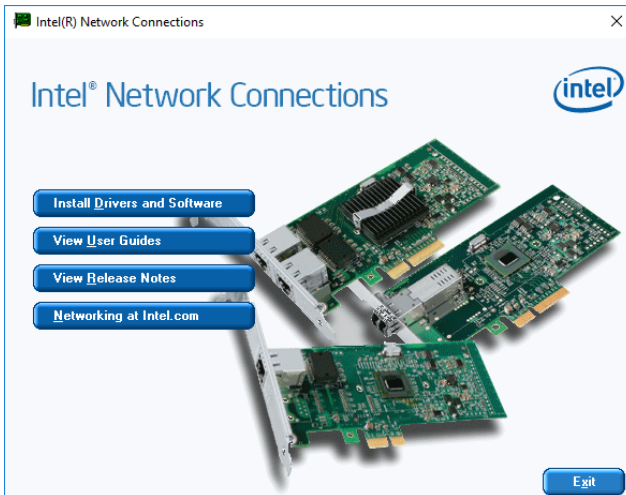 Intel(R) Network Connections
Intel® Network Connections
intel
Install Drivers and Software
View User Guides
View Release Notes
Networking at Intel.com
Exit